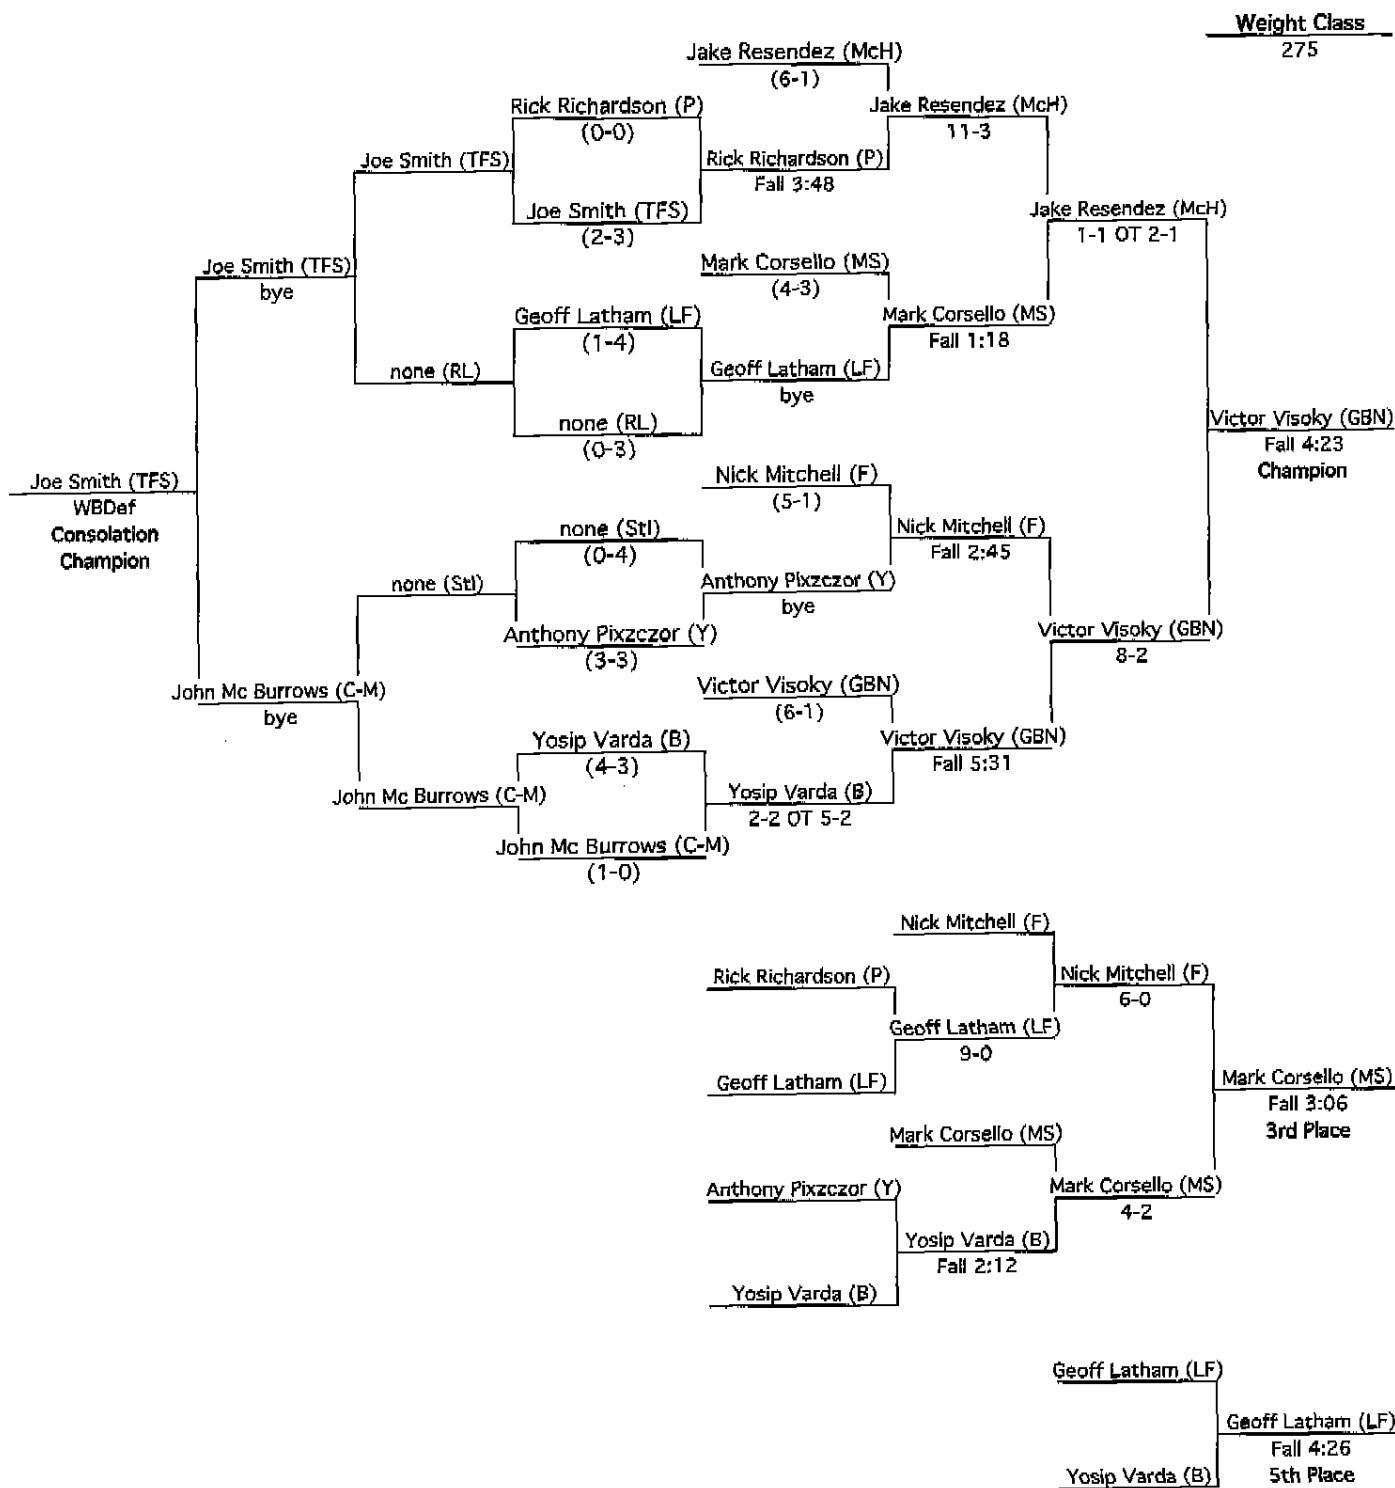 Weight Class
275
Jake Resendez (McH)
(6-1)
Rick Richardson (P)
(0-0)
Jake Resendez (McH)
11-3
Joe Smith (TFS)
Rick Richardson (P)
Fall 3:48
Joe Smith (TFS)
(2-3)
Jake Resendez (McH)
1-1 OT 2-1
Joe Smith (TFS)
bye
Mark Corsello (MS)
(4-3)
Geoff Latham (LF)
(1-4)
Mark Corsello (MS)
Fall 1:18
none (RL)
Geoff Latham (LF)
bye
none (RL)
(0-3)
Victor Visoky (GBN)
Fall 4:23
Champion
Joe Smith (TFS)
WBDef
Consolation
Champion
Nick Mitchell (F)
(5-1)
none (StI)
(0-4)
Nick Mitchell (F)
Fall 2:45
none (StI)
Anthony Pixzczor (Y)
bye
Anthony Pixzczor (Y)
(3-3)
Victor Visoky (GBN)
8-2
John Mc Burrows (C-M)
bye
Victor Visoky (GBN)
(6-1)
Yosip Varda (B)
(4-3)
Victor Visoky (GBN)
Fall 5:31
John Mc Burrows (C-M)
Yosip Varda (B)
2-2 OT 5-2
John Mc Burrows (C-M)
(1-0)
Nick Mitchell (F)
Rick Richardson (P)
Nick Mitchell (F)
6-0
Geoff Latham (LF)
9-0
Geoff Latham (LF)
Mark Corsello (MS)
Fall 3:06
3rd Place
Mark Corsello (MS)
Anthony Pixzczor (Y)
Mark Corsello (MS)
4-2
Yosip Varda (B)
Fall 2:12
Yosip Varda (B)
Geoff Latham (LF)
Geoff Latham (LF)
Fall 4:26
5th Place
Yosip Varda (B)